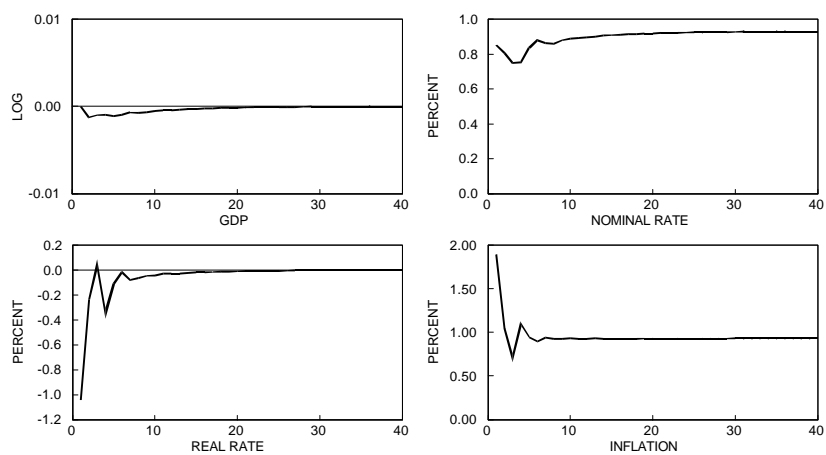 0.01
0.00
-0.01
LOG
0 10 20 30 40
GDP
1.0
0.8
0.6
0.4
0.2
0.0
PERCENT
0 10 20 30 40
NOMINAL RATE
0.2
0.0
-0.2
-0.4
-0.6
-0.8
-1.0
-1.2
PERCENT
0 10 20 30 40
REAL RATE
2.00
1.50
1.00
0.50
0.00
PERCENT
0 10 20 30 40
INFLATION